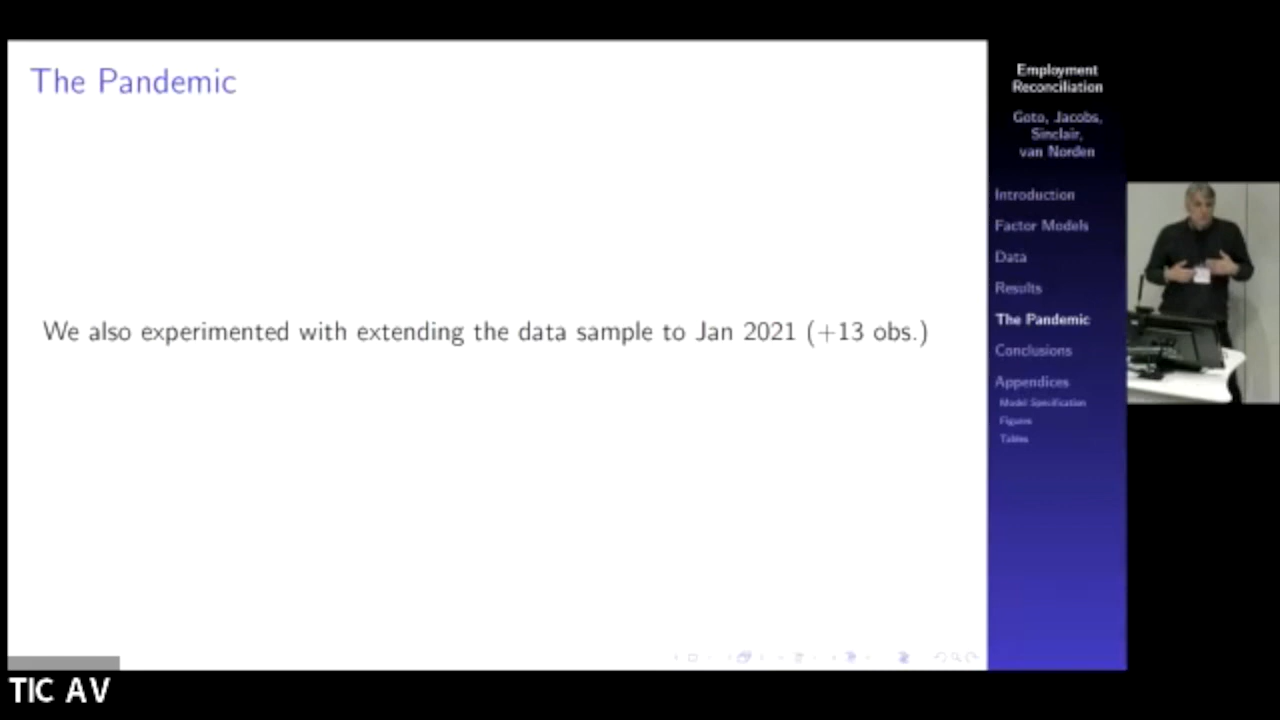 The Pandemic
We also experimented with extending the data sample to Jan 2021 (+13 obs.)
Employment
Reconciliation
Goto, Jacobs,
Sinclair,
van Norden
Introduction
Factor Models
Data
Results
The Pandemic
Conclusions
Appendices
Model Specification
Figures
Tables
TIC AV